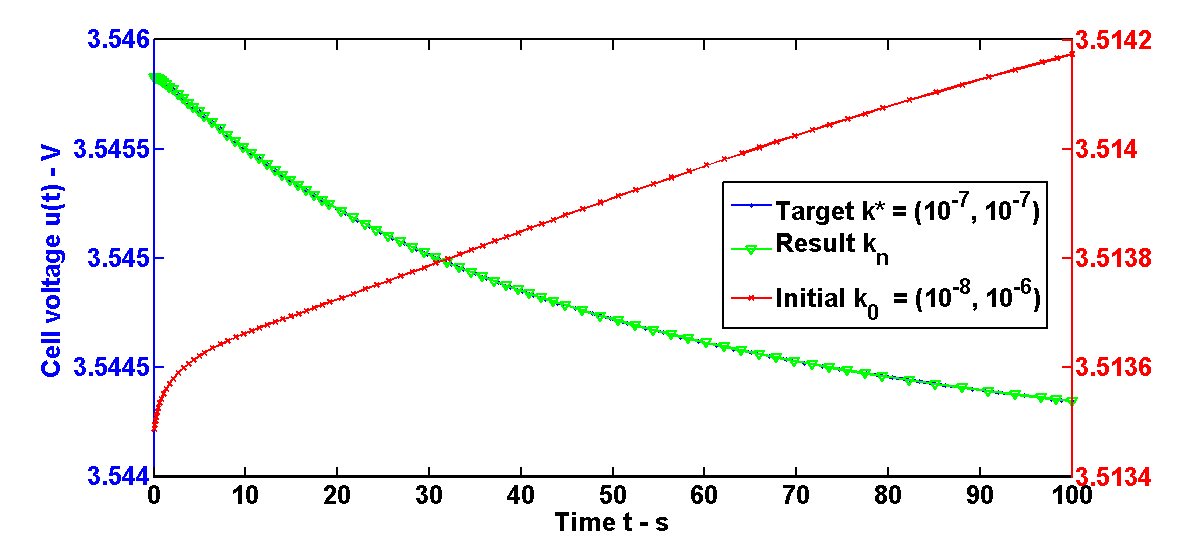 3.546
3.5142
3.5455
3.514
Target k* = (10^-7, 10^-7)
Result k_n
3.545
3.5138
Initial k_0 = (10^-8, 10^-6)
Cell voltage u(t) - V
3.5445
3.5136
3.544
3.5134
0 10 20 30 40 50 60 70 80 90 100
Time t - s